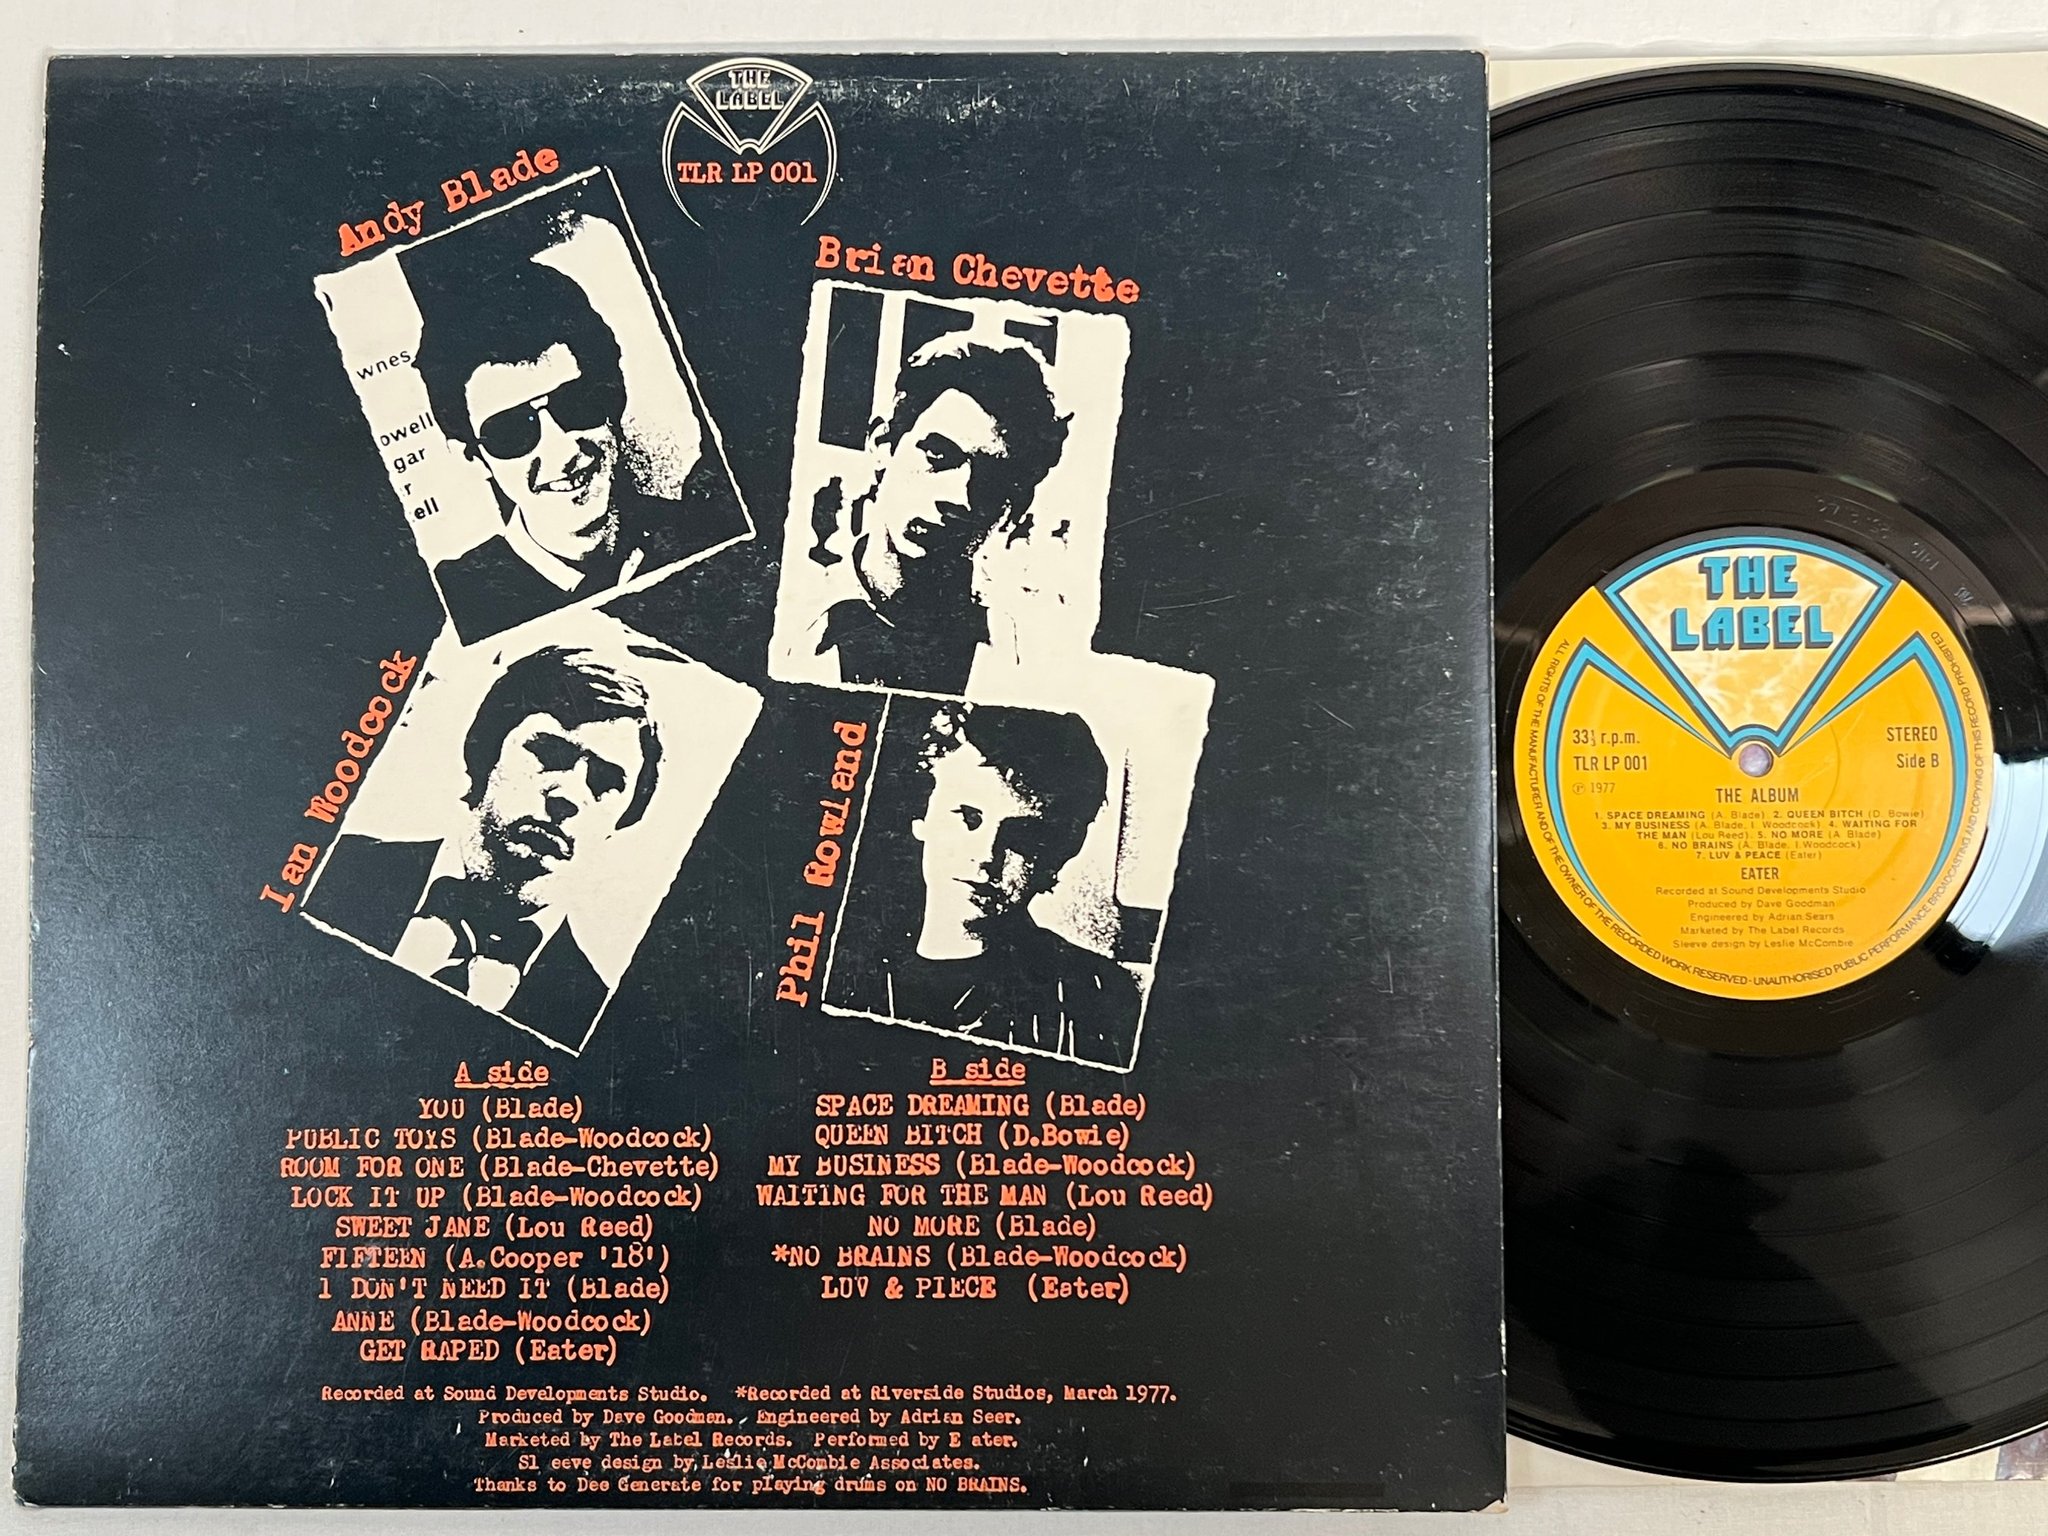 THE
LABEL
TLR LP 001
Andy Blade
Brian Chevette
wnes
owell
gar
r
ell
Ian Woodcock
Phil Rowland
A side
YOU (Blade)
PUBLIC TOYS (Blade-Woodcock)
ROOM FOR ONE (Blade-Chevette)
LOCK IT UP (Blade-Woodcock)
SWEET JANE (Lou Reed)
FIFTEEN (A.Cooper '18')
I DON'T NEED IT (Blade)
ANNE (Blade-Woodcock)
GET RAPED (Eater)
B side
SPACE DREAMING (Blade)
QUEEN BITCH (D.Bowie)
MY BUSINESS (Blade-Woodcock)
WAITING FOR THE MAN (Lou Reed)
NO MORE (Blade)
*NO BRAINS (Blade-Woodcock)
LUV & PIECE (Eater)
Recorded at Sound Developments Studio. *Recorded at Riverside Studios, March 1977.
Produced by Dave Goodman. Engineered by Adrian Seer.
Marketed by The Label Records. Performed by E ater.
Sl eeve design by Leslie McCombie Associates.
Thanks to Dee Generate for playing drums on NO BRAINS.
THE
LABEL
33⅓ r.p.m.
TLR LP 001
℗ 1977
STEREO
Side B
THE ALBUM
1. SPACE DREAMING (A. Blade) 2. QUEEN BITCH (D. Bowie)
3. MY BUSINESS (A. Blade, I. Woodcock) 4. WAITING FOR
THE MAN (Lou Reed) 5. NO MORE (A. Blade)
6. NO BRAINS (A. Blade, I. Woodcock)
7. LUV & PEACE (Eater)
EATER
Recorded at Sound Developments Studio
Produced by Dave Goodman
Engineered by Adrian Sears
Marketed by The Label Records
Sleeve design by Leslie McCombie
ALL RIGHTS OF THE MANUFACTURER AND OF THE OWNER OF THE RECORDED WORK RESERVED - UNAUTHORISED PUBLIC PERFORMANCE BROADCASTING AND COPYING OF THIS RECORD PROHIBITED